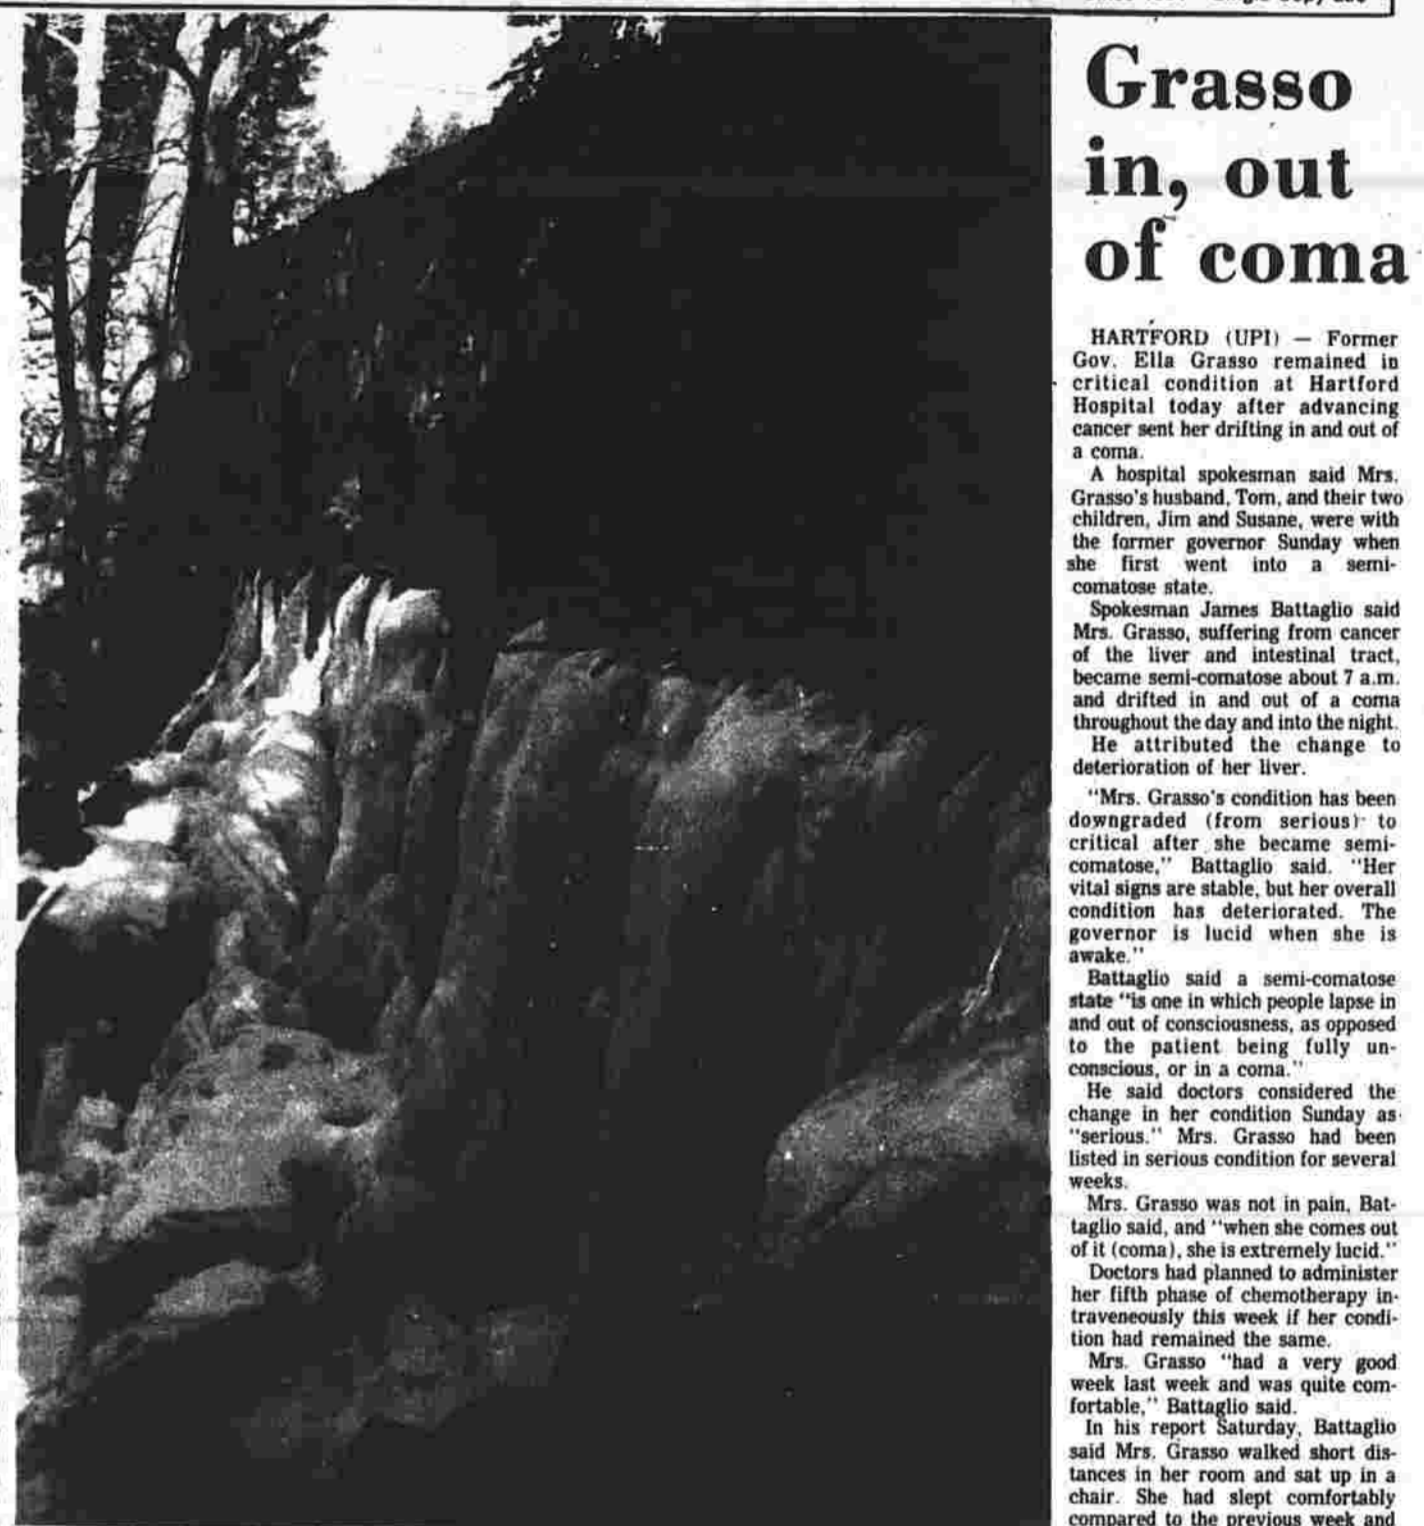 Grasso
in, out
of coma
HARTFORD (UPI) — Former
Gov. Ella Grasso remained in
critical condition at Hartford
Hospital today after advancing
cancer sent her drifting in and out of
a coma.
A hospital spokesman said Mrs.
Grasso's husband, Tom, and their two
children, Jim and Susane, were with
the former governor Sunday when
she first went into a semi-
comatose state.
Spokesman James Battaglio said
Mrs. Grasso, suffering from cancer
of the liver and intestinal tract,
became semi-comatose about 7 a.m.
and drifted in and out of a coma
throughout the day and into the night.
He attributed the change to
deterioration of her liver.
"Mrs. Grasso's condition has been
downgraded (from serious) to
critical after she became semi-
comatose," Battaglio said. "Her
vital signs are stable, but her overall
condition has deteriorated. The
governor is lucid when she is
awake."
Battaglio said a semi-comatose
state "is one in which people lapse in
and out of consciousness, as opposed
to the patient being fully un-
conscious, or in a coma."
He said doctors considered the
change in her condition Sunday as
"serious." Mrs. Grasso had been
listed in serious condition for several
weeks.
Mrs. Grasso was not in pain, Bat-
taglio said, and "when she comes out
of it (coma), she is extremely lucid."
Doctors had planned to administer
her fifth phase of chemotherapy in-
traveneously this week if her condi-
tion had remained the same.
Mrs. Grasso "had a very good
week last week and was quite com-
fortable," Battaglio said.
In his report Saturday, Battaglio
said Mrs. Grasso walked short dis-
tances in her room and sat up in a
chair. She had slept comfortably
compared to the previous week and